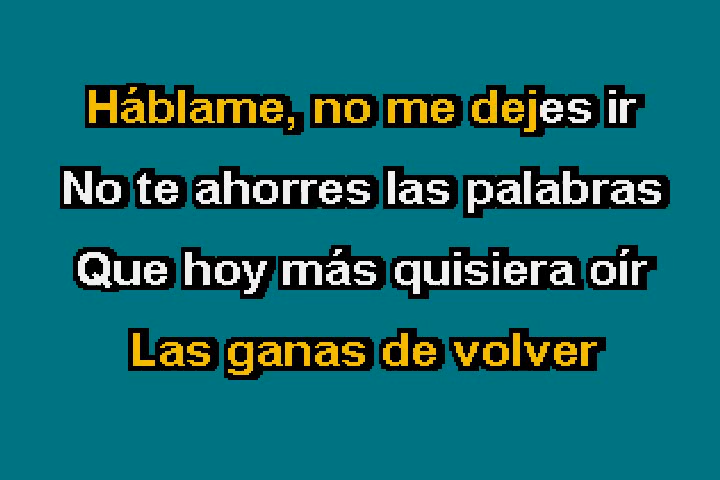 Háblame, no me dejes ir
No te ahorres las palabras
Que hoy más quisiera oír
Las ganas de volver